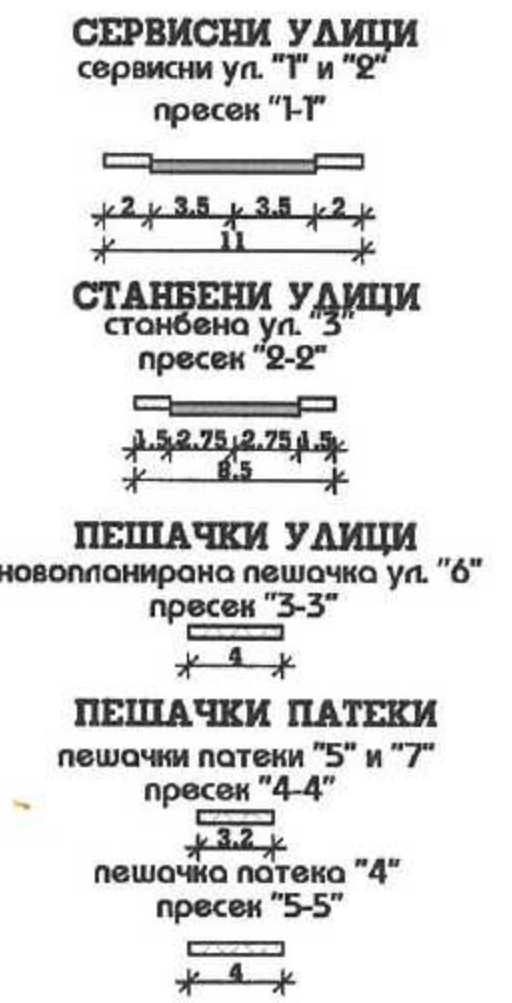 СЕРВИСНИ УЛИЦИ
сервисни ул. "1" и "2"
пресек "1-1"
2 3.5 3.5 2
11
СТАНБЕНИ УЛИЦИ
станбена ул. "3"
пресек "2-2"
1.5 2.75 2.75 1.5
8.5
ПЕШАЧКИ УЛИЦИ
новопланирана пешачка ул. "6"
пресек "3-3"
4
ПЕШАЧКИ ПАТЕКИ
пешачки патеки "5" и "7"
пресек "4-4"
3.2
пешачка патека "4"
пресек "5-5"
4